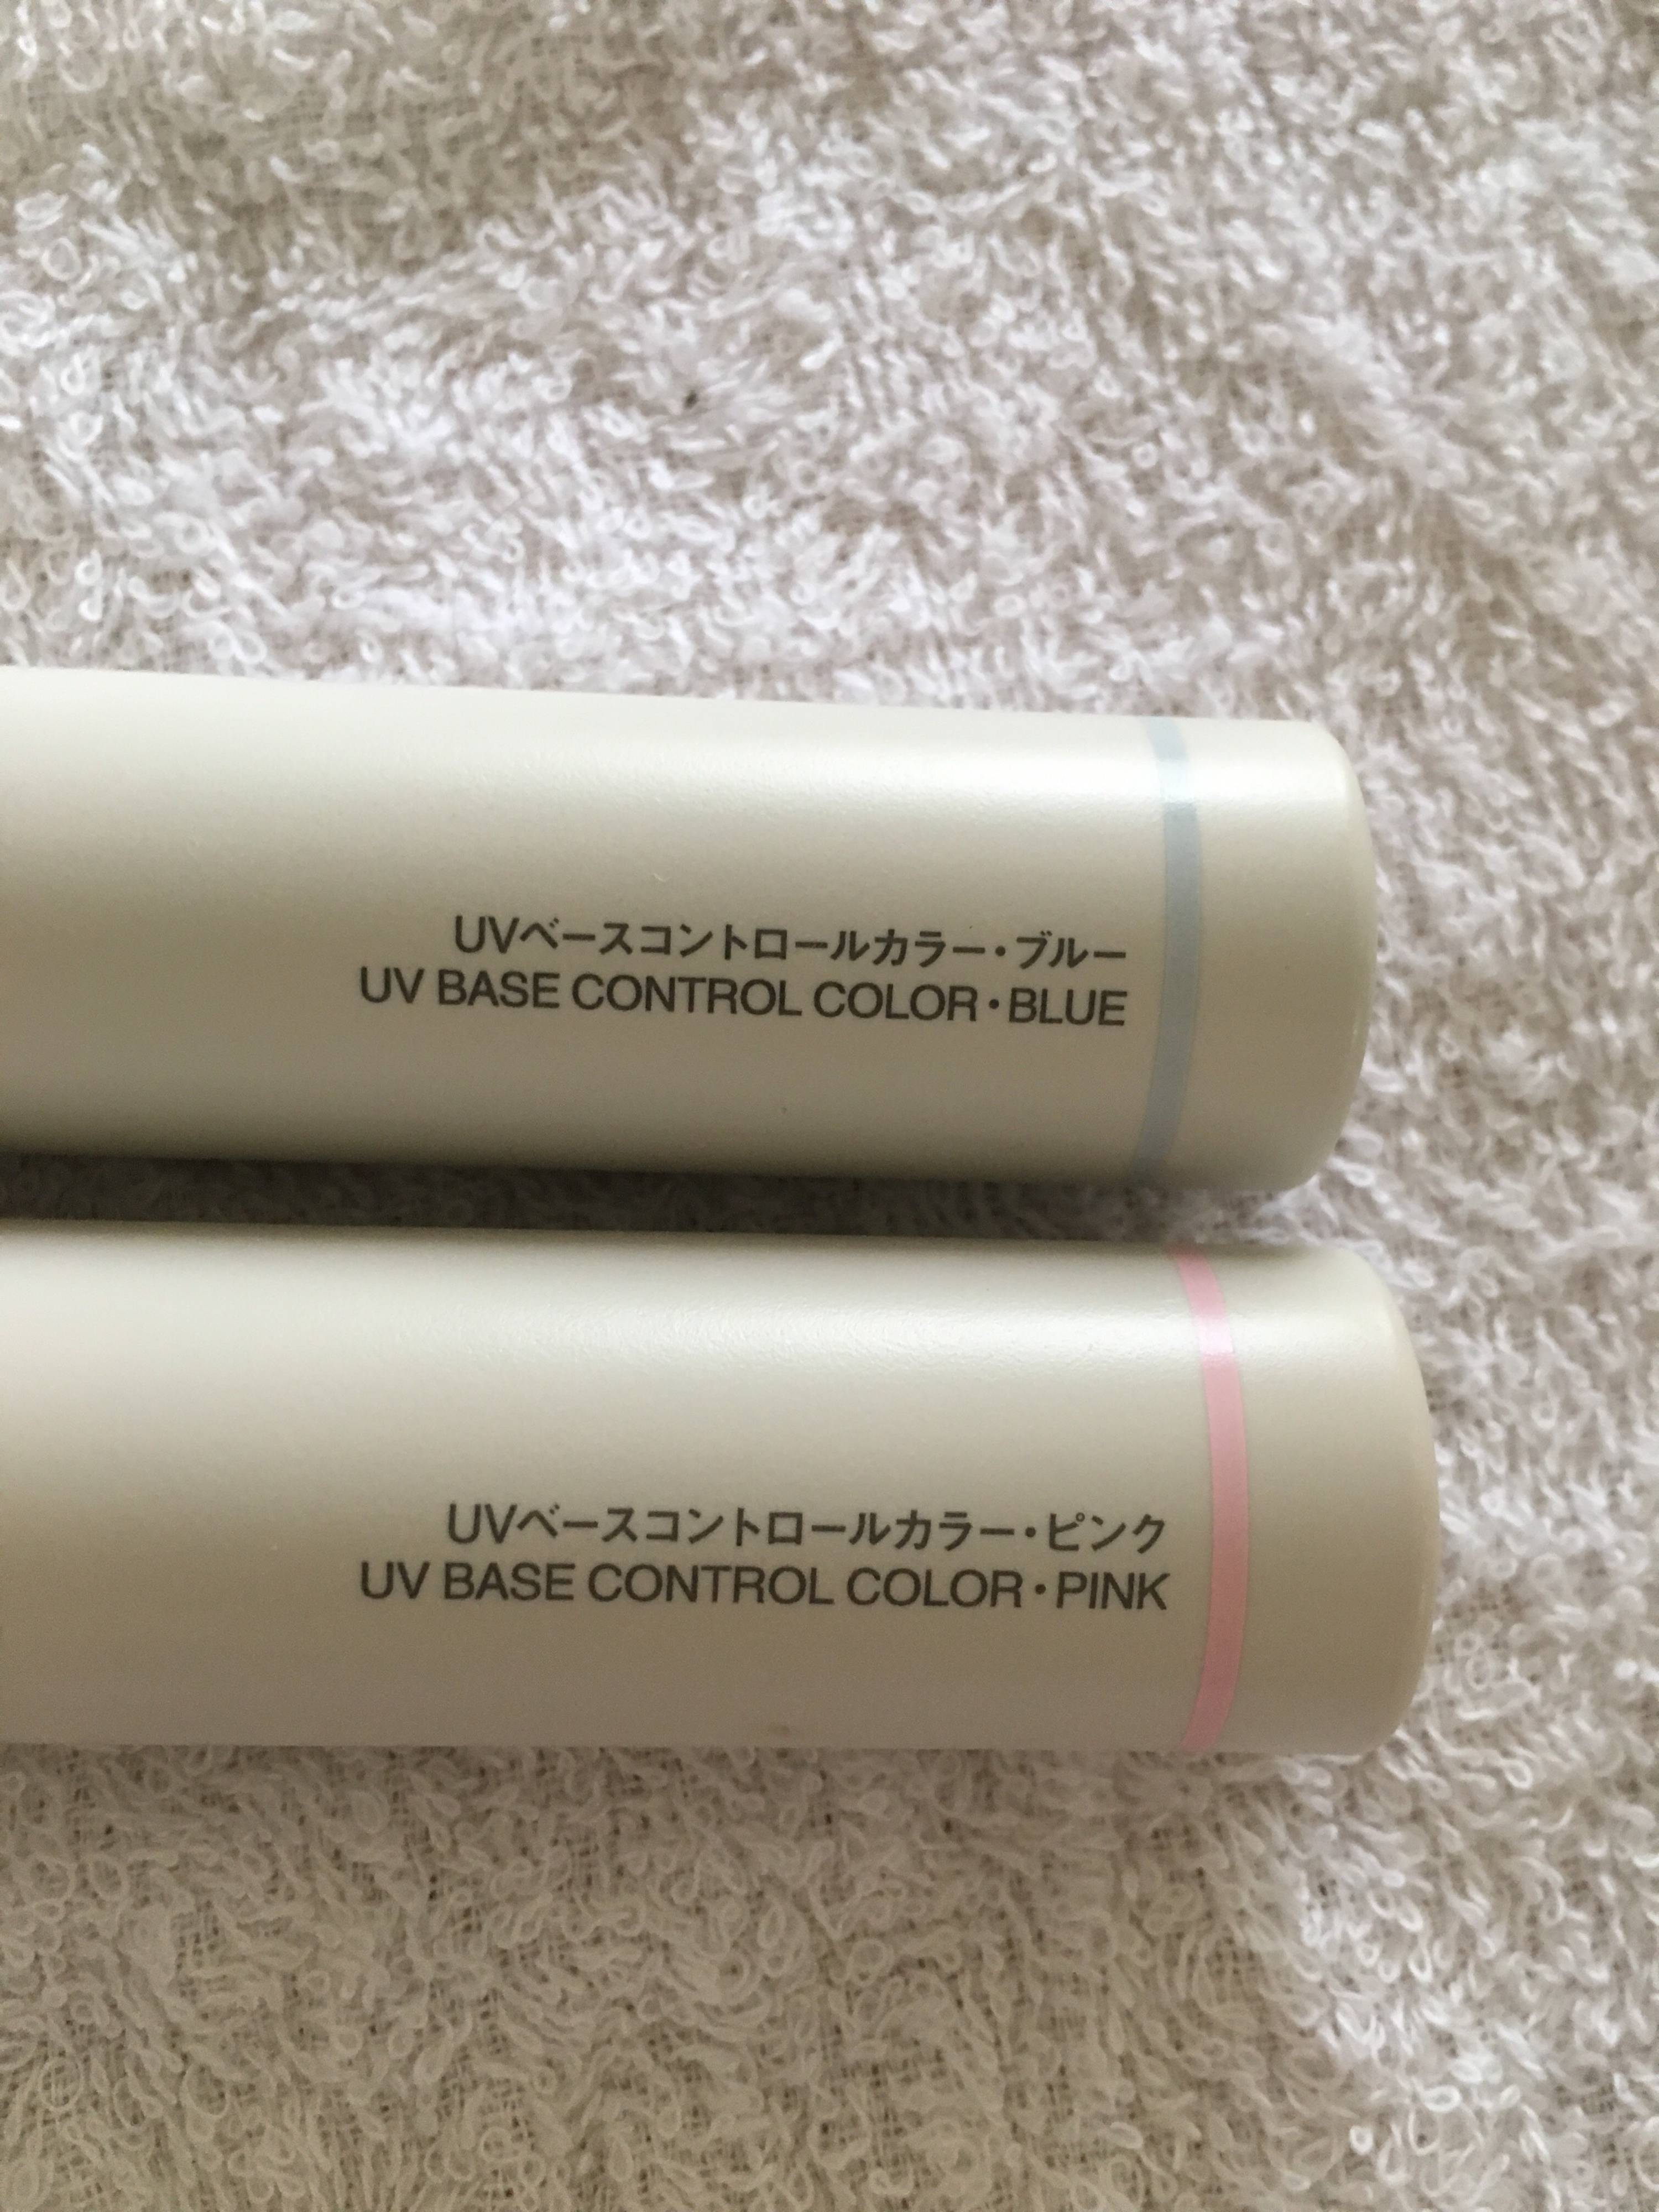 UVベースコントロールカラー・ブルー
UV BASE CONTROL COLOR・BLUE
UVベースコントロールカラー・ピンク
UV BASE CONTROL COLOR・PINK